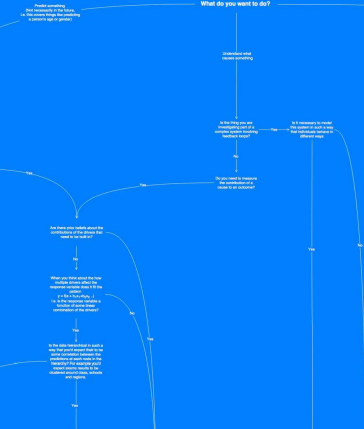 What do you want to do?
Predict something
(Not necessarily in the future,
i.e. this covers things like predicting
a person's age or gender)
Understand what
causes something
Is the thing you are
investigating part of a
complex system involving
feedback loops?
Yes
Is it necessary to model
this system in such a way
that individuals behave in
different ways
No
Do you need to measure
the contribution of a
cause to an outcome?
Yes
Yes
Are there prior beliefs about the
contributions of the drivers that
need to be built in?
Yes
No
No
When you think about the how
multiple drivers affect the
response variable does it fit the
pattern
i.e. is the response variable a
function of some linear
combination of the drivers?
No
Yes
Yes
Is the data hierarchical in such a
way that you'd expect their to be
some correlation between the
predictions at each node in the
hierarchy? For example you'd
expect exam results to be
clustered around class, schools
and regions.
Yes